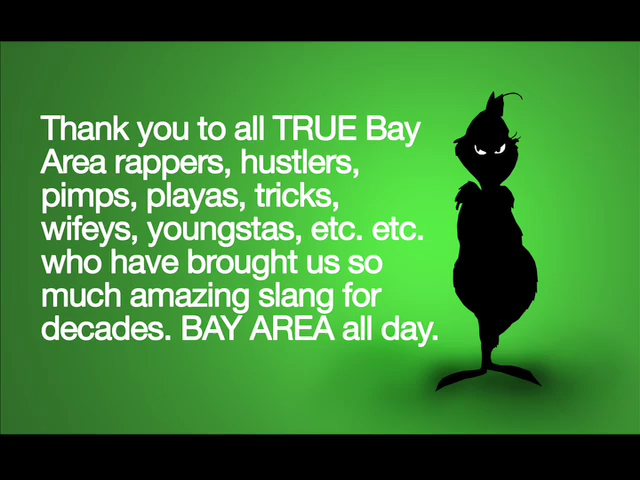 Thank you to all TRUE Bay
Area rappers, hustlers,
pimps, playas, tricks,
wifeys, youngstas, etc. etc.
who have brought us so
much amazing slang for
decades. BAY AREA all day.